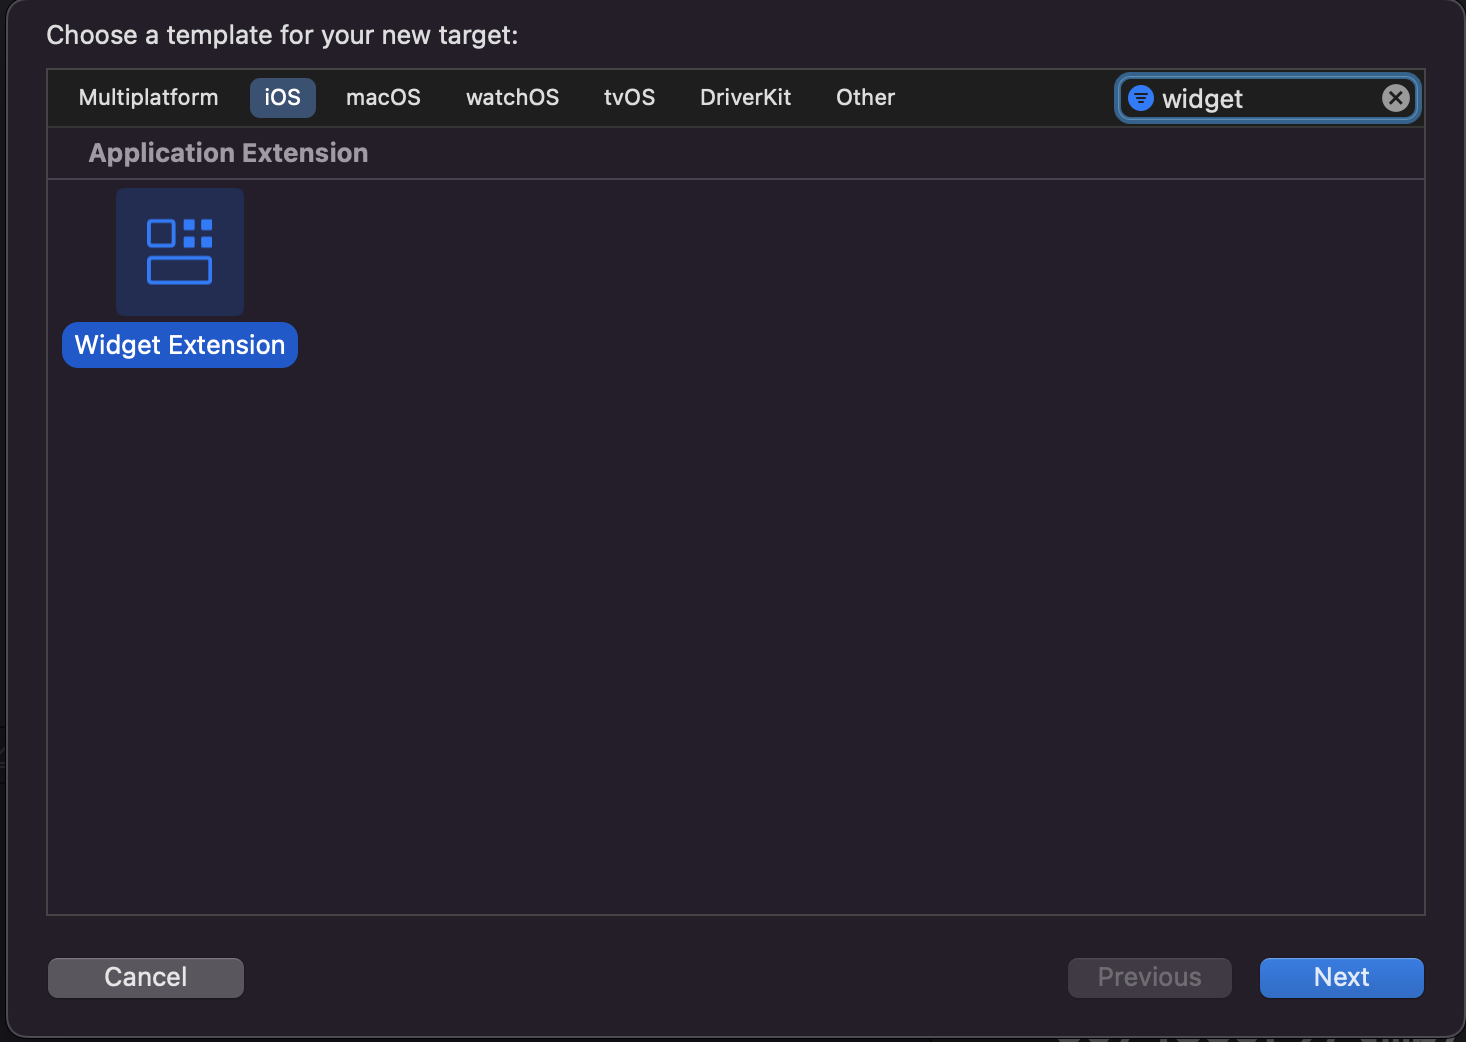 Choose a template for your new target:
Multiplatform iOS macOS watchOS tvOS DriverKit Other widget
Application Extension
Widget Extension
Cancel Previous Next